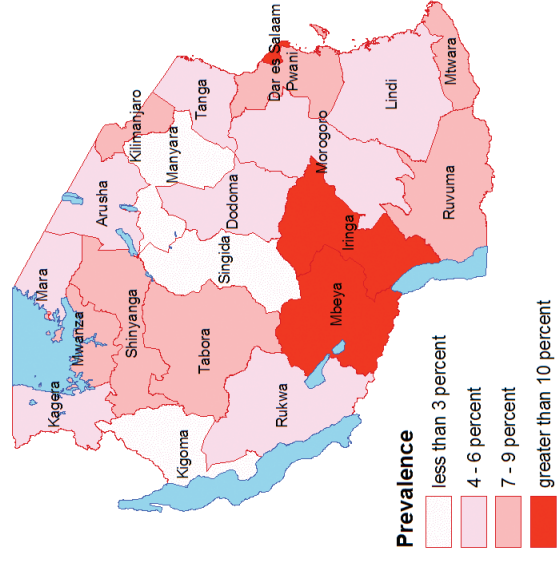 Kagera
Mara
Mwanza
Arusha
Kilimanjaro
Shinyanga
Manyara
Tanga
Kigoma
Tabora
Singida
Dodoma
Dar es Salaam
Pwani
Rukwa
Mbeya
Iringa
Morogoro
Lindi
Ruvuma
Mtwara
Prevalence
less than 3 percent
4 - 6 percent
7 - 9 percent
greater than 10 percent